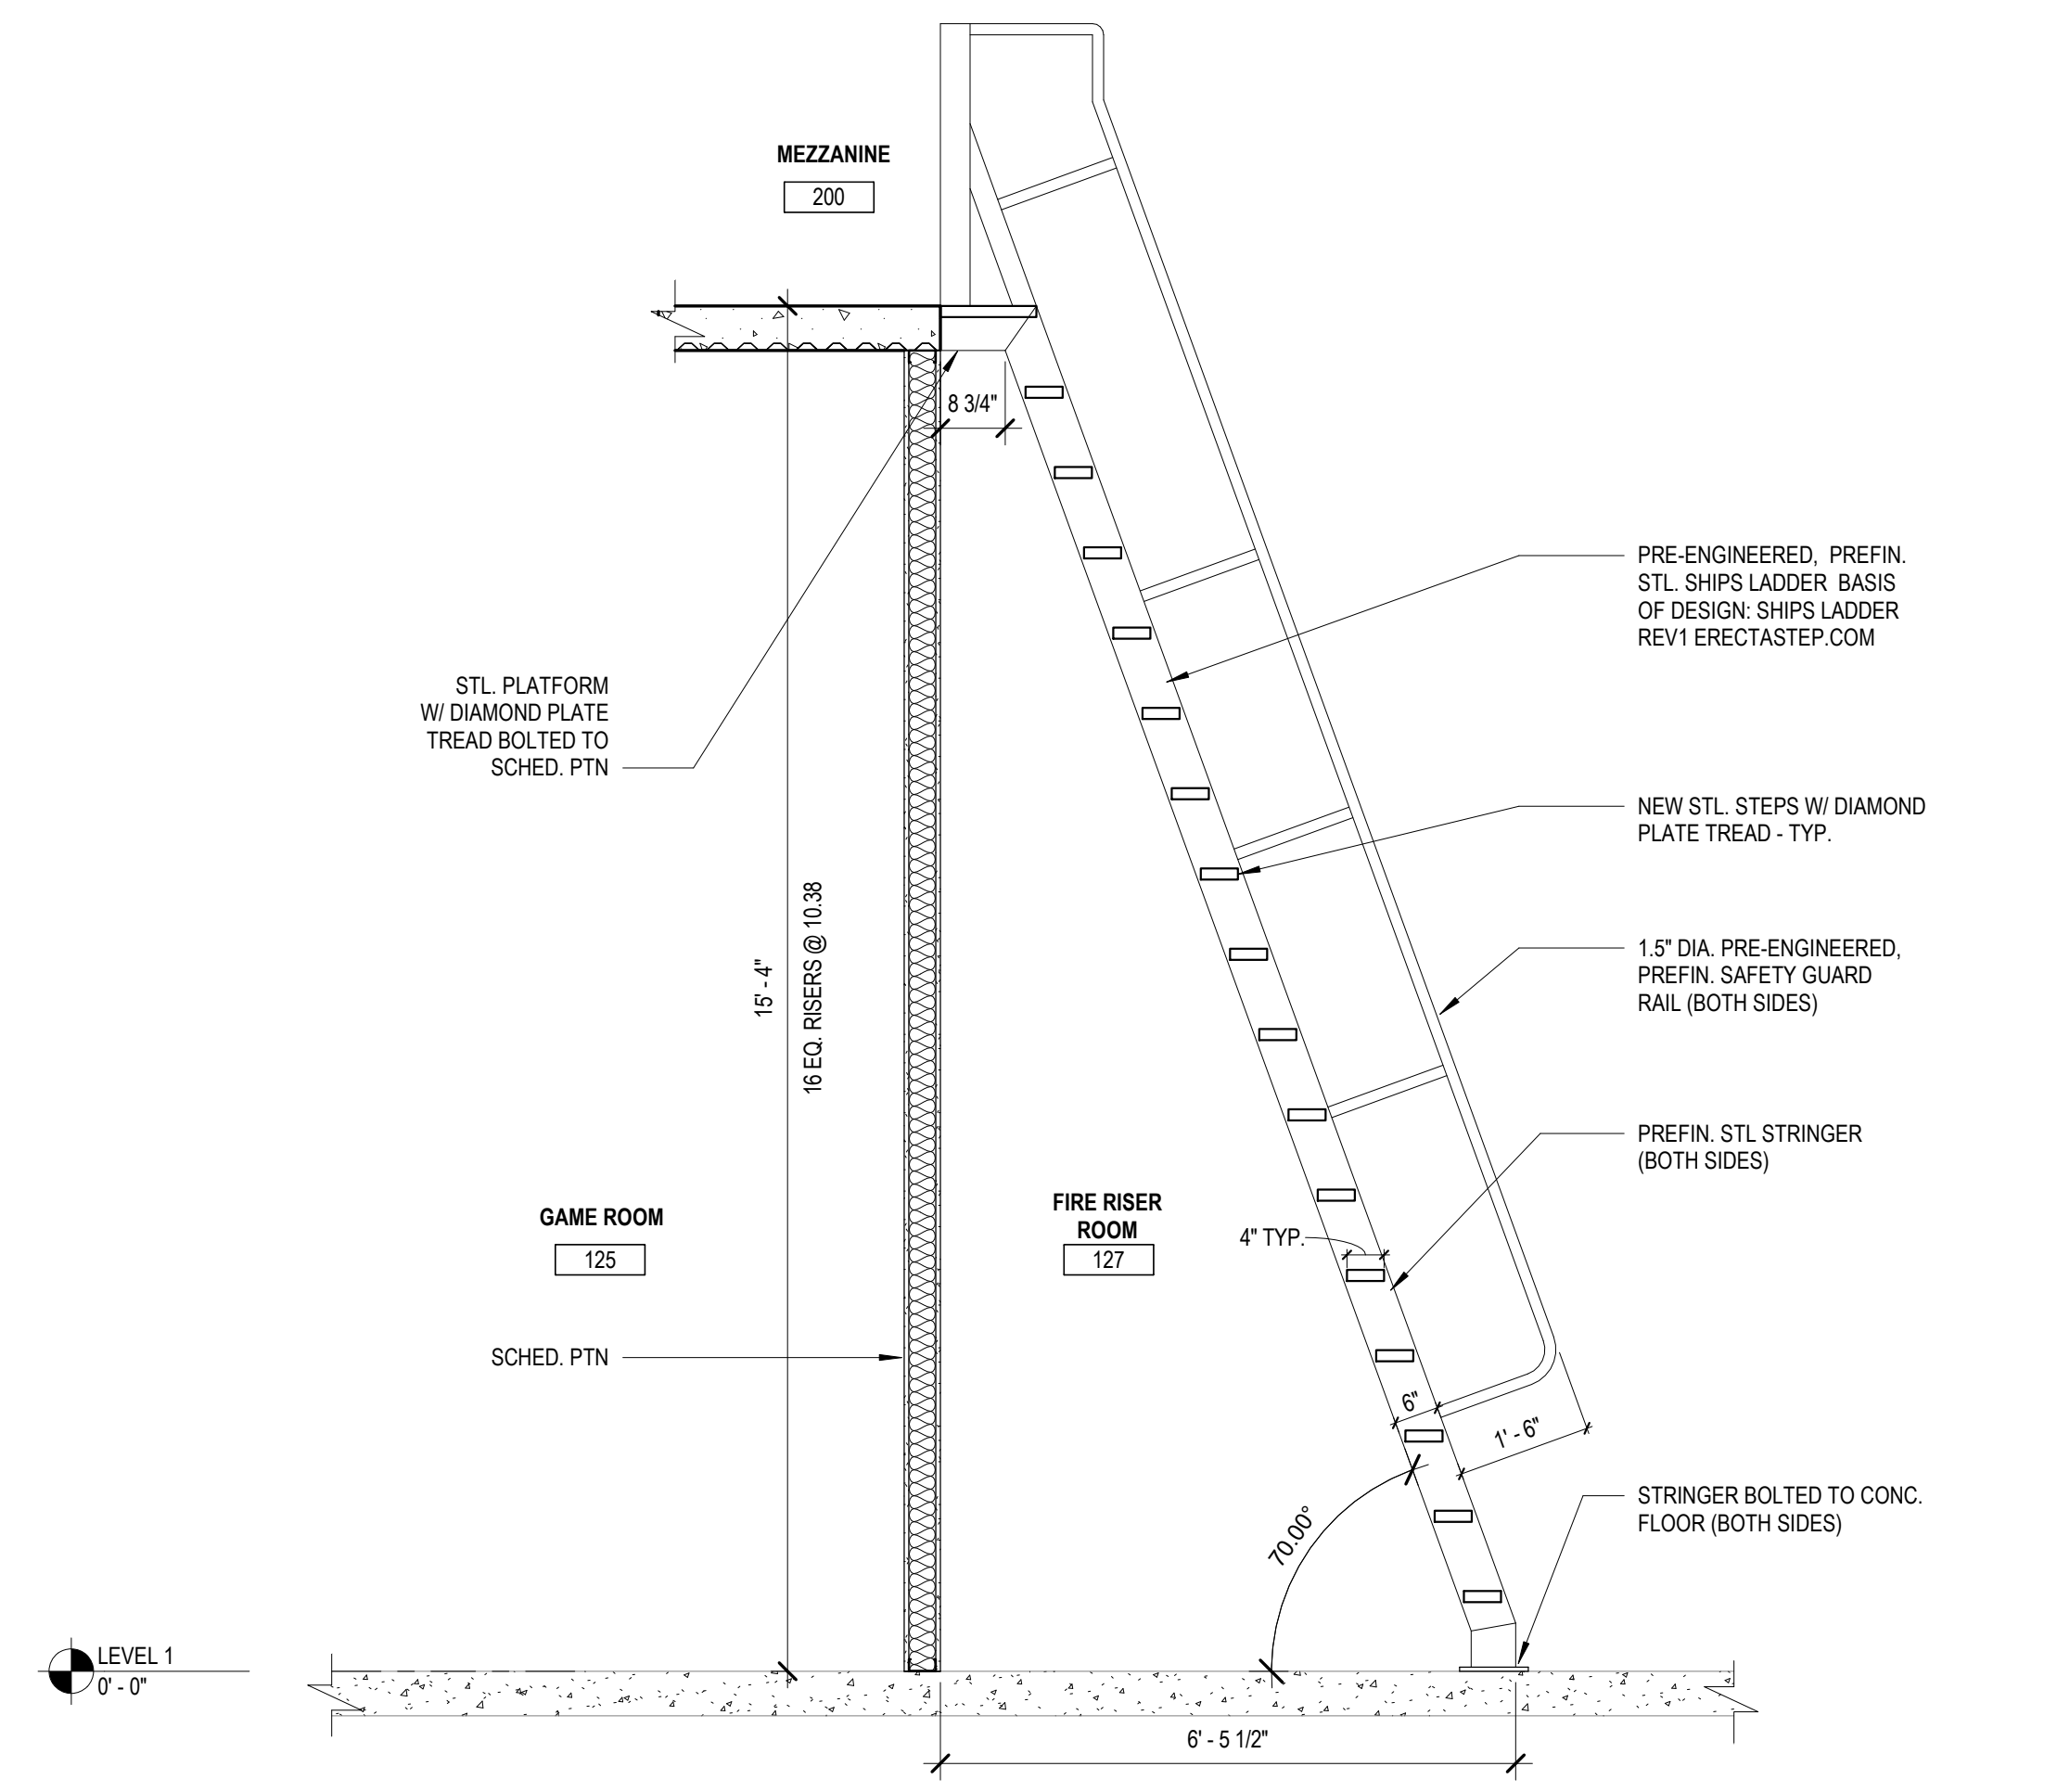 MEZZANINE
200
8 3/4"
PRE-ENGINEERED, PREFIN.
STL. SHIPS LADDER BASIS
OF DESIGN: SHIPS LADDER
REV1 ERECTASTEP.COM
STL. PLATFORM
W/ DIAMOND PLATE
TREAD BOLTED TO
SCHED. PTN
NEW STL. STEPS W/ DIAMOND
PLATE TREAD - TYP.
15' - 4"
16 EQ. RISERS @ 10.38
1.5" DIA. PRE-ENGINEERED,
PREFIN. SAFETY GUARD
RAIL (BOTH SIDES)
PREFIN. STL STRINGER
(BOTH SIDES)
GAME ROOM
125
FIRE RISER
ROOM
127
4" TYP.
SCHED. PTN
6"
1' - 6"
70.00°
STRINGER BOLTED TO CONC.
FLOOR (BOTH SIDES)
LEVEL 1
0' - 0"
6' - 5 1/2"